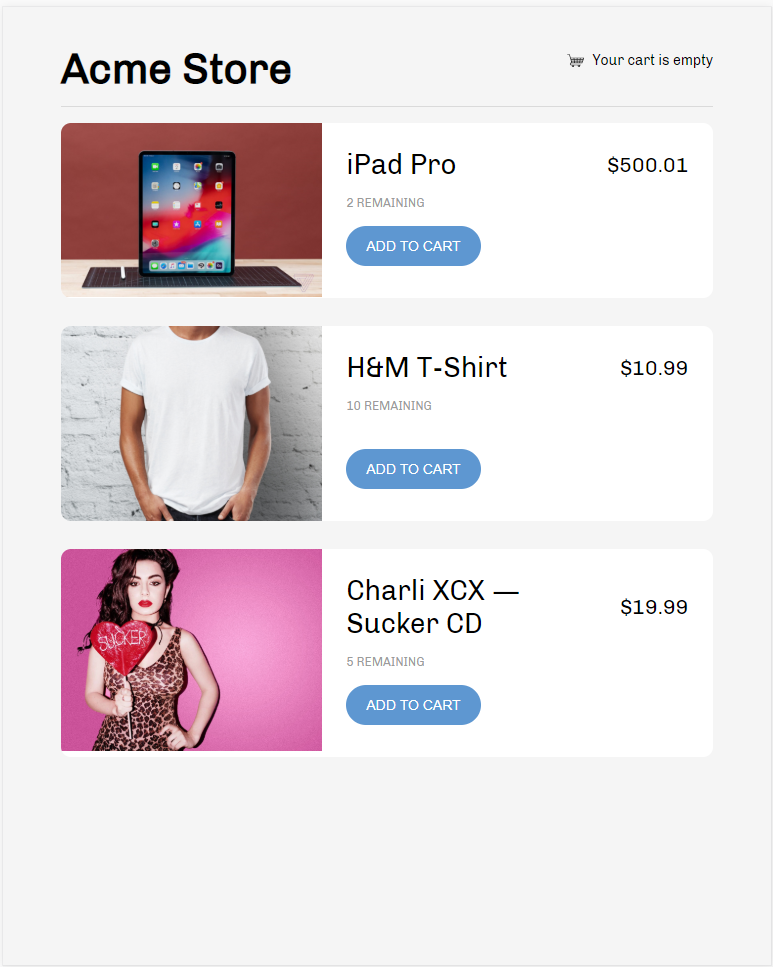 Acme Store
Your cart is empty
iPad Pro
$500.01
2 REMAINING
ADD TO CART
H&M T-Shirt
$10.99
10 REMAINING
ADD TO CART
Charli XCX —
Sucker CD
$19.99
SUCKER
5 REMAINING
ADD TO CART